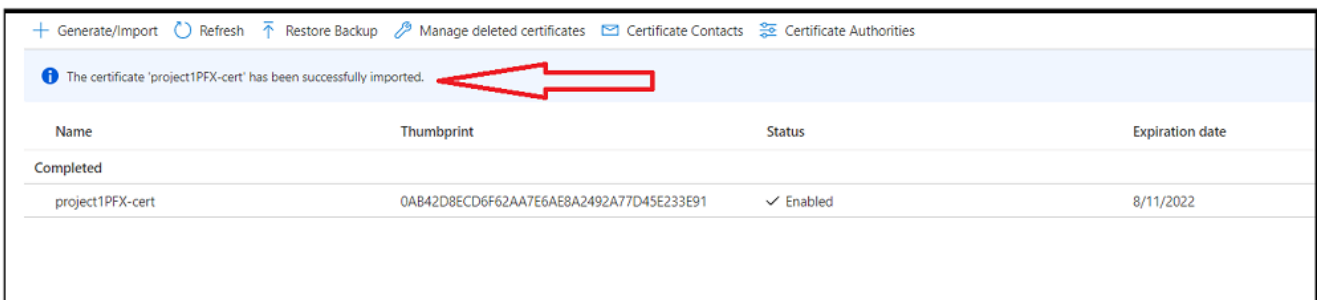 Generate/Import Refresh Restore Backup Manage deleted certificates Certificate Contacts Certificate Authorities
The certificate 'project1PFX-cert' has been successfully imported.
Name Thumbprint Status Expiration date
Completed
project1PFX-cert 0AB42D8ECD6F62AA7E6AE8A2492A77D45E233E91 Enabled 8/11/2022